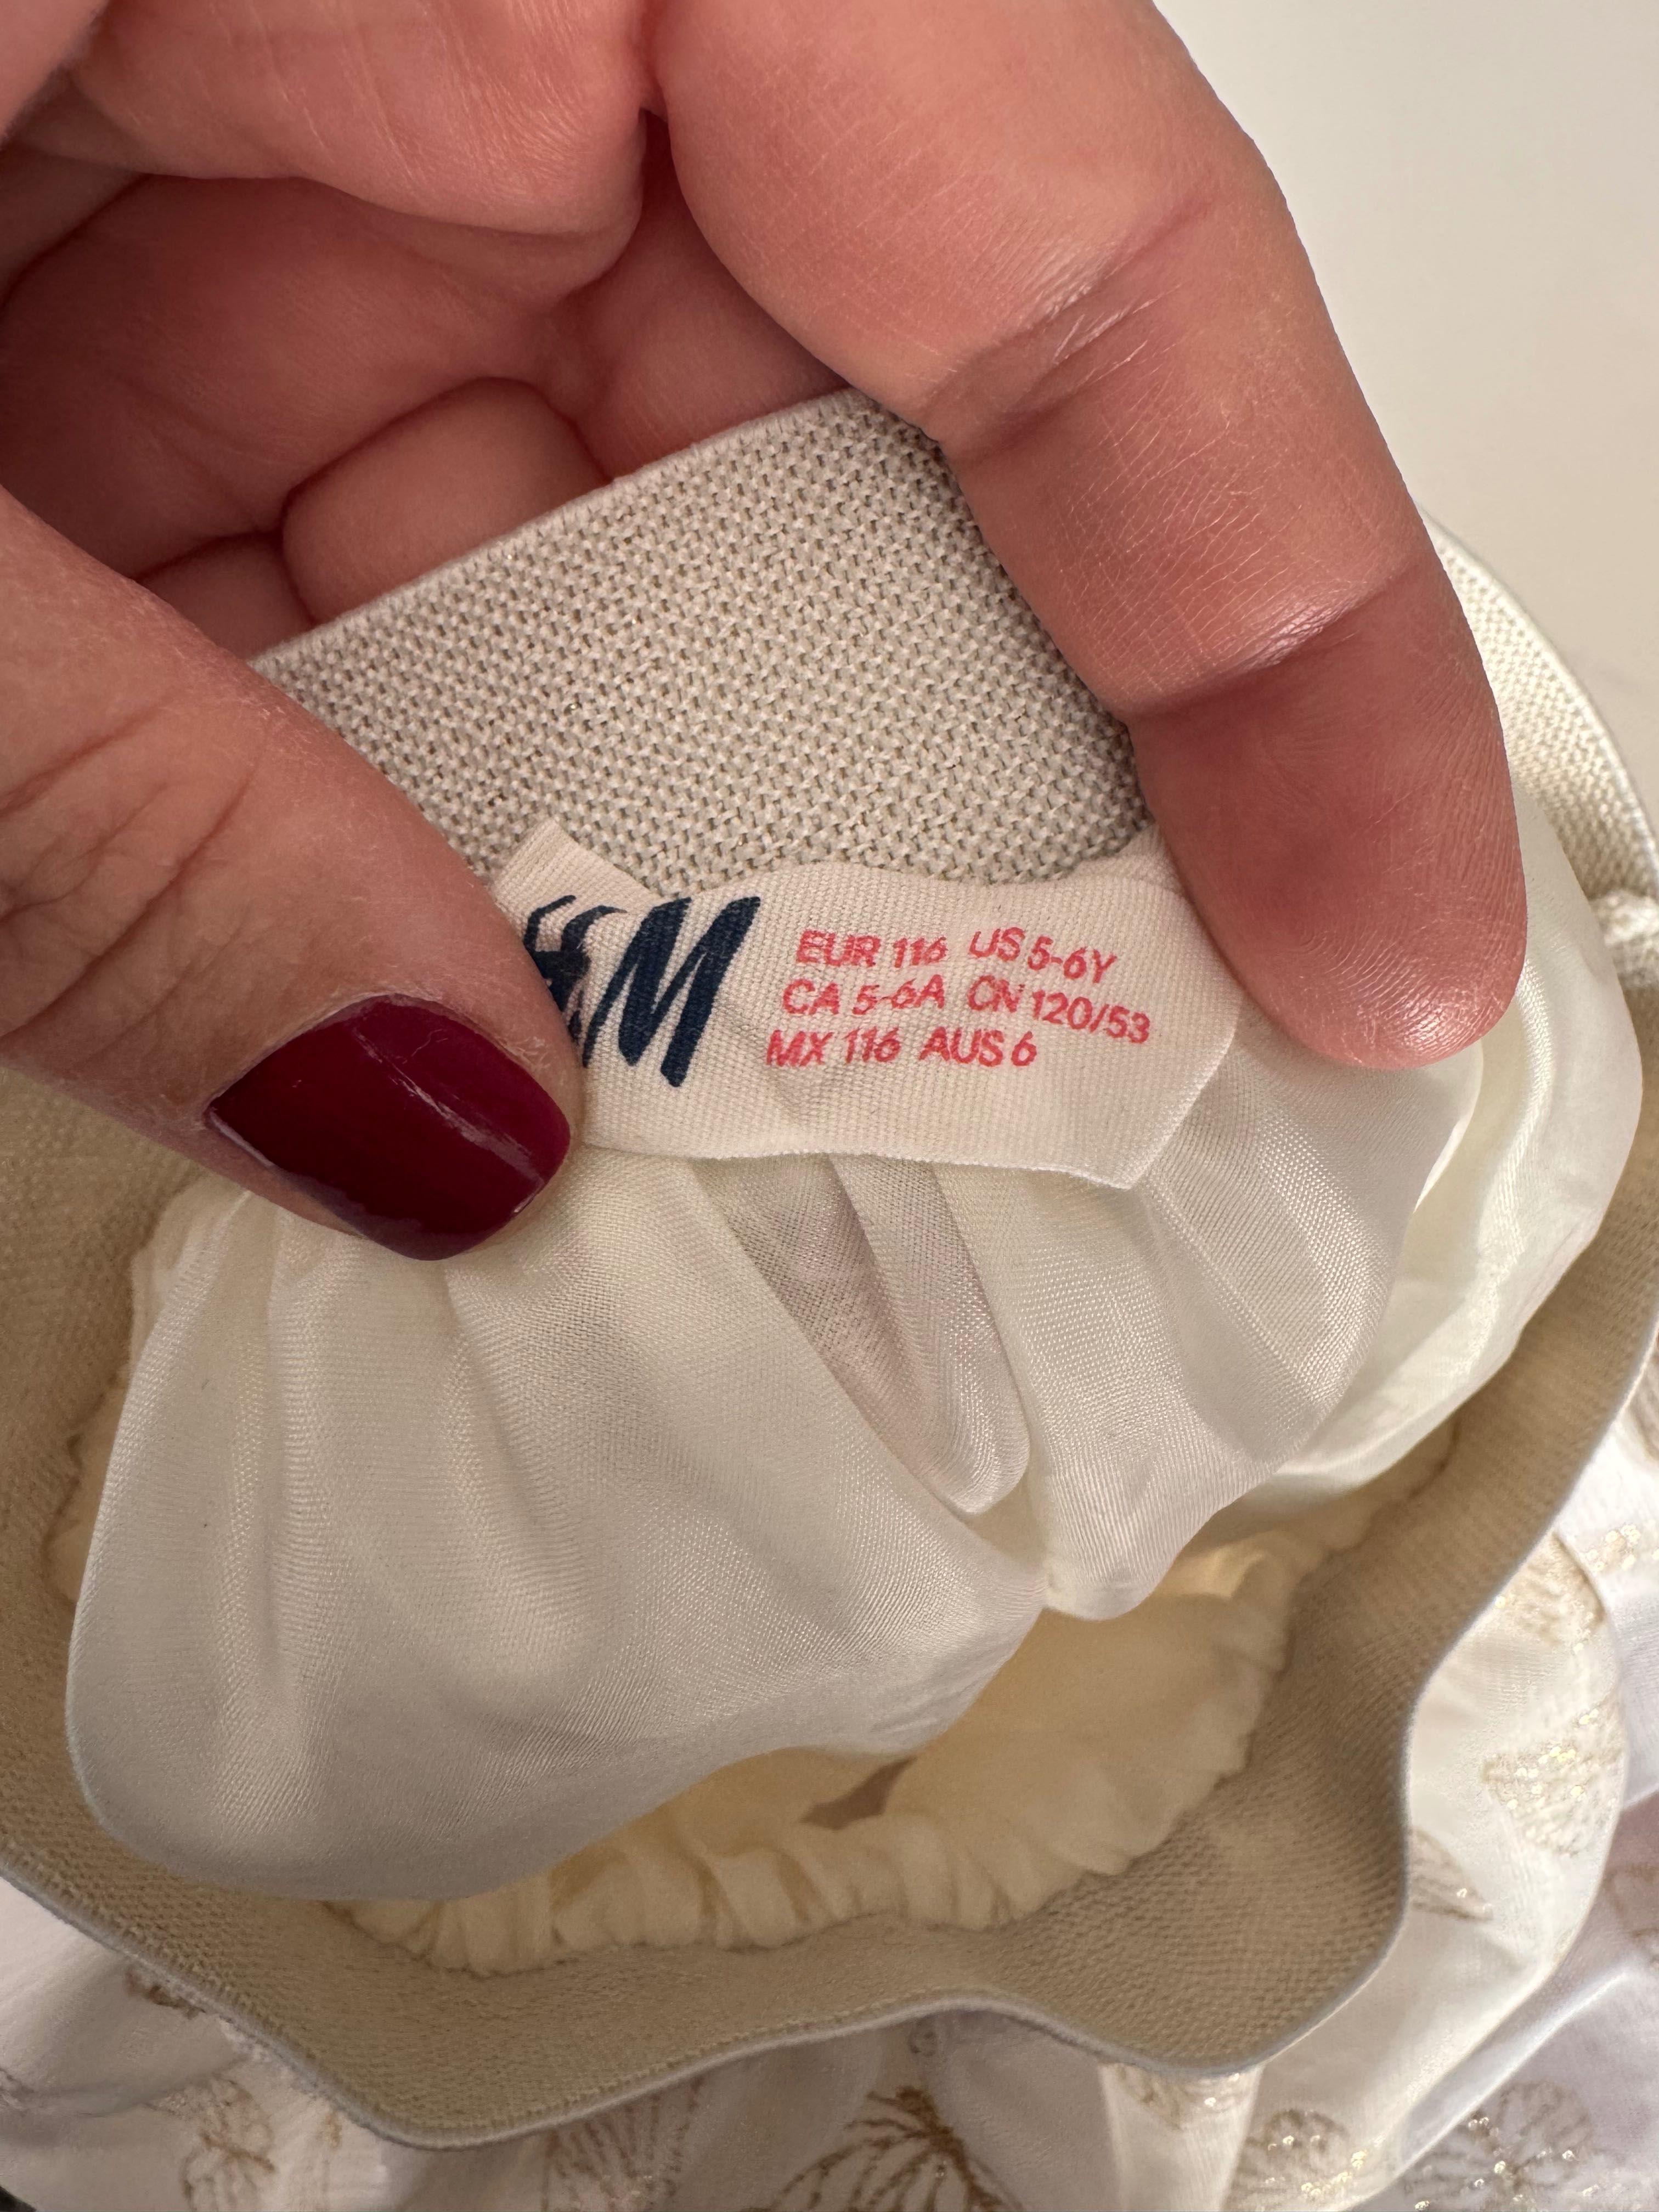 H&M
EUR 116 US 5-6Y
CA 5-6A CN 120/53
MX 116 AUS 6